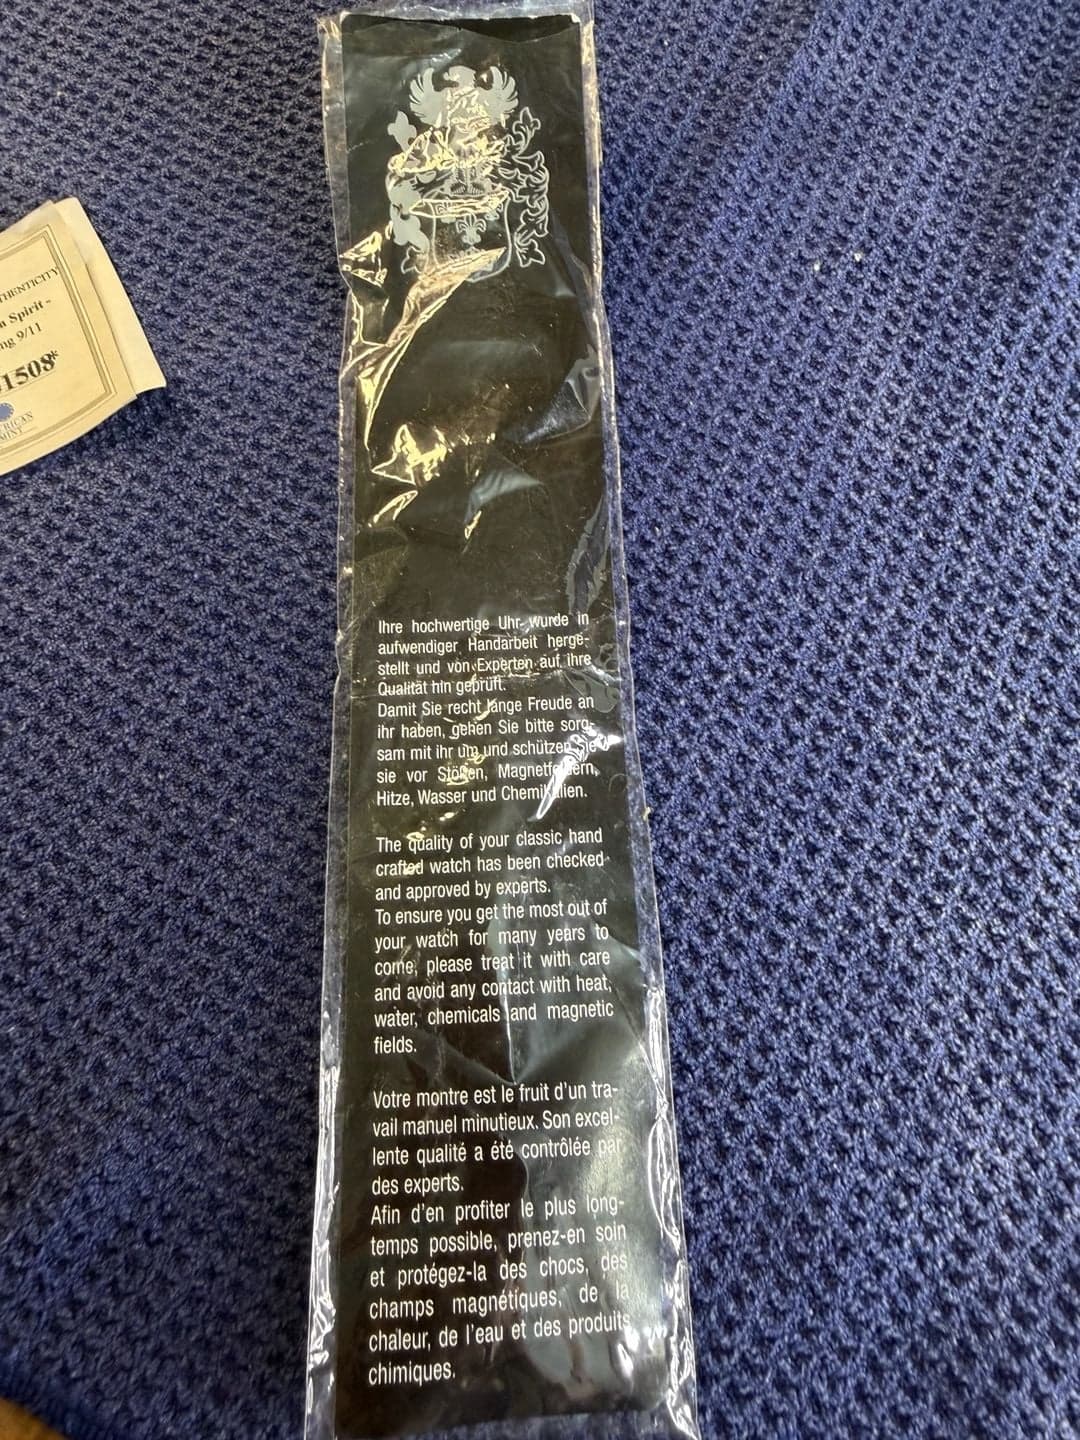 THENTICITY
Spirit -
ng 9/11
1508*
RICAN
MINT
Ihre hochwertige Uhr wurde in
aufwendiger Handarbeit herge-
stellt und von Experten auf ihre
Qualität hin geprüft.
Damit Sie recht lange Freude an
ihr haben, gehen Sie bitte sorg-
sam mit ihr um und schützen Sie
sie vor Stößen, Magnetfeldern,
Hitze, Wasser und Chemikalien.
The quality of your classic hand
crafted watch has been checked
and approved by experts.
To ensure you get the most out of
your watch for many years to
come, please treat it with care
and avoid any contact with heat,
water, chemicals and magnetic
fields.
Votre montre est le fruit d'un tra-
vail manuel minutieux. Son excel-
lente qualité a été contrôlée par
des experts.
Afin d'en profiter le plus long-
temps possible, prenez-en soin
et protégez-la des chocs, des
champs magnétiques, de la
chaleur, de l'eau et des produits
chimiques.